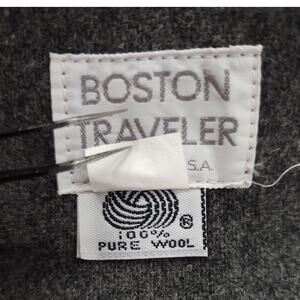 BOSTON
TRAVELER
S.A.
®
100%
PURE WOOL